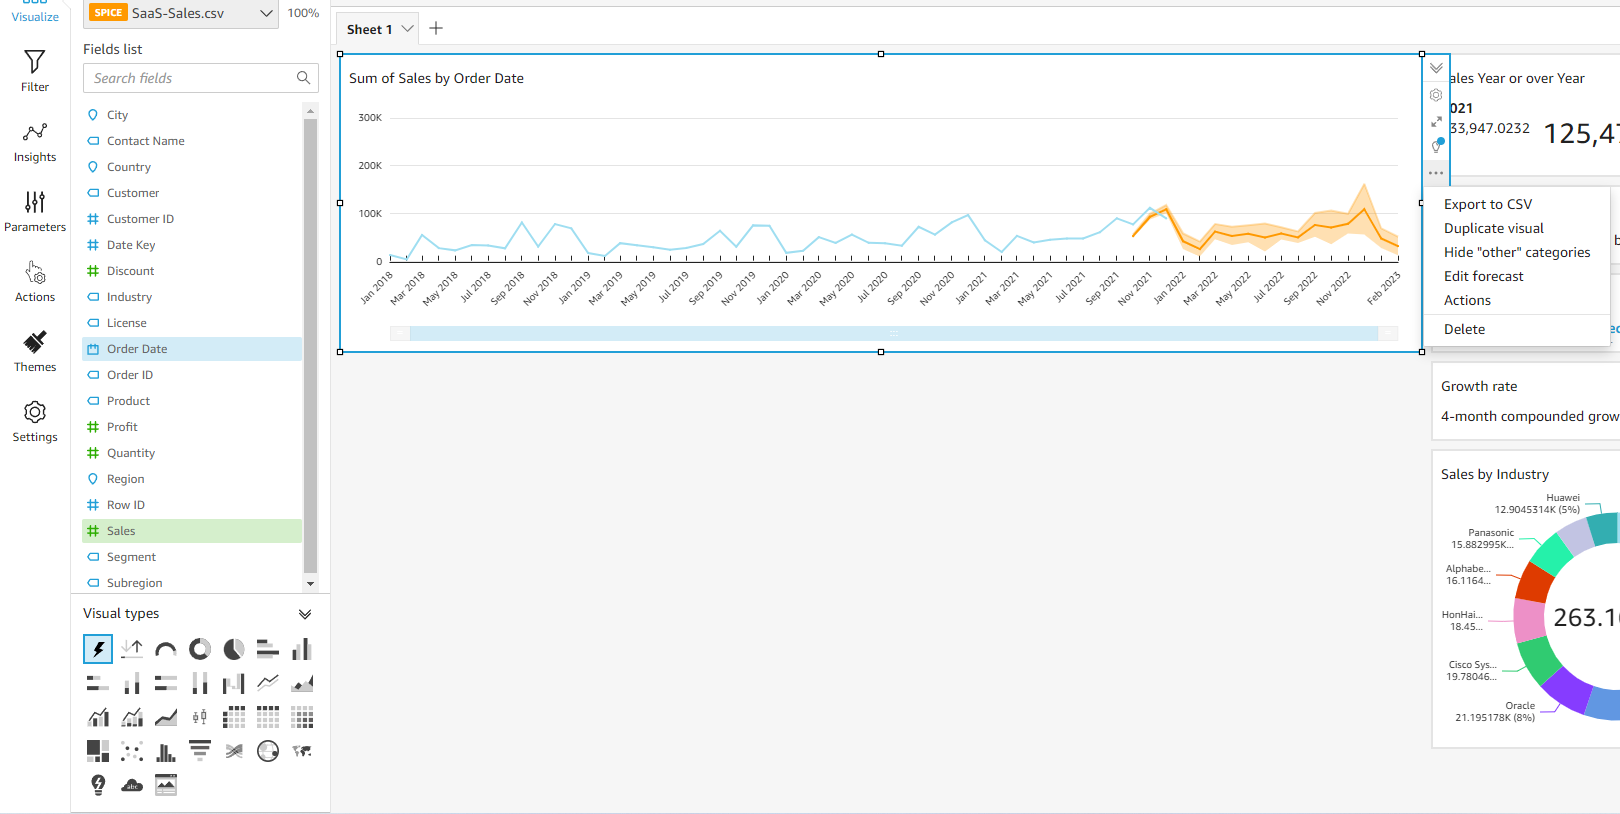 Visualize
Filter
Insights
Parameters
Actions
Themes
Settings
SPICE SaaS-Sales.csv 100%
Fields list
Search fields
City
Contact Name
Country
Customer
Customer ID
Date Key
Discount
Industry
License
Order Date
Order ID
Product
Profit
Quantity
Region
Row ID
Sales
Segment
Subregion
Visual types
abc
Sheet 1
Sum of Sales by Order Date
300K
200K
100K
0
Jan 2018
Mar 2018
May 2018
Jul 2018
Sep 2018
Nov 2018
Jan 2019
Mar 2019
May 2019
Jul 2019
Sep 2019
Nov 2019
Jan 2020
Mar 2020
May 2020
Jul 2020
Sep 2020
Nov 2020
Jan 2021
Mar 2021
May 2021
Jul 2021
Sep 2021
Nov 2021
Jan 2022
Mar 2022
May 2022
Jul 2022
Sep 2022
Nov 2022
Feb 2023
ales Year or over Year
021
33,947.0232 125,47
Export to CSV
Duplicate visual
Hide "other" categories
Edit forecast
Actions
Delete
Growth rate
4-month compounded grow
Sales by Industry
Huawei
12.9045314K (5%)
Panasonic
15.882995K...
Alphabe...
16.1164...
HonHai...
18.45...
Cisco Sys...
19.78046...
Oracle
21.195178K (8%)
263.1